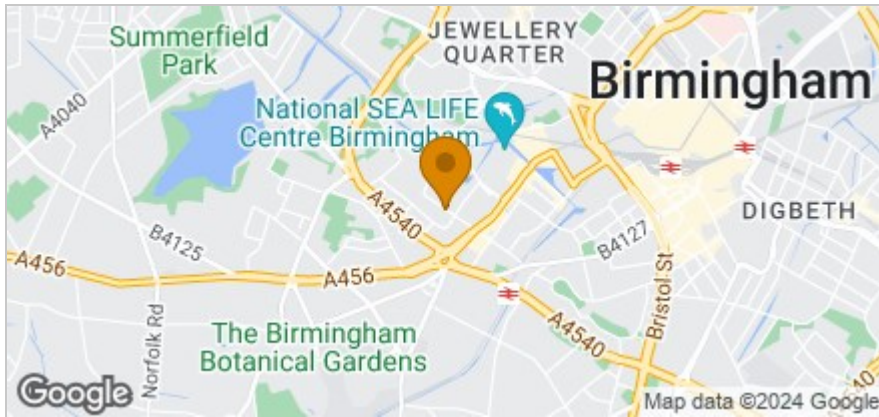 JEWELLERY
QUARTER
Summerfield
Park
Birmingham
A4040
National SEA LIFE
Centre Birmingham
A4540
DIGBETH
B4125
B4127
A456
A456
Bristol St
Norfolk Rd
The Birmingham
Botanical Gardens
A4540
40
Google
Map data ©2024 Google